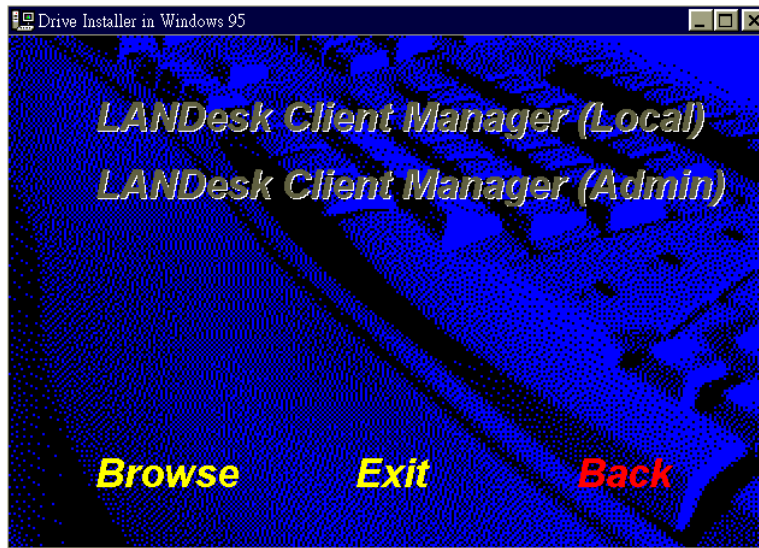 Drive Installer in Windows 95
LANDesk Client Manager (Local)
LANDesk Client Manager (Admin)
Browse Exit Back